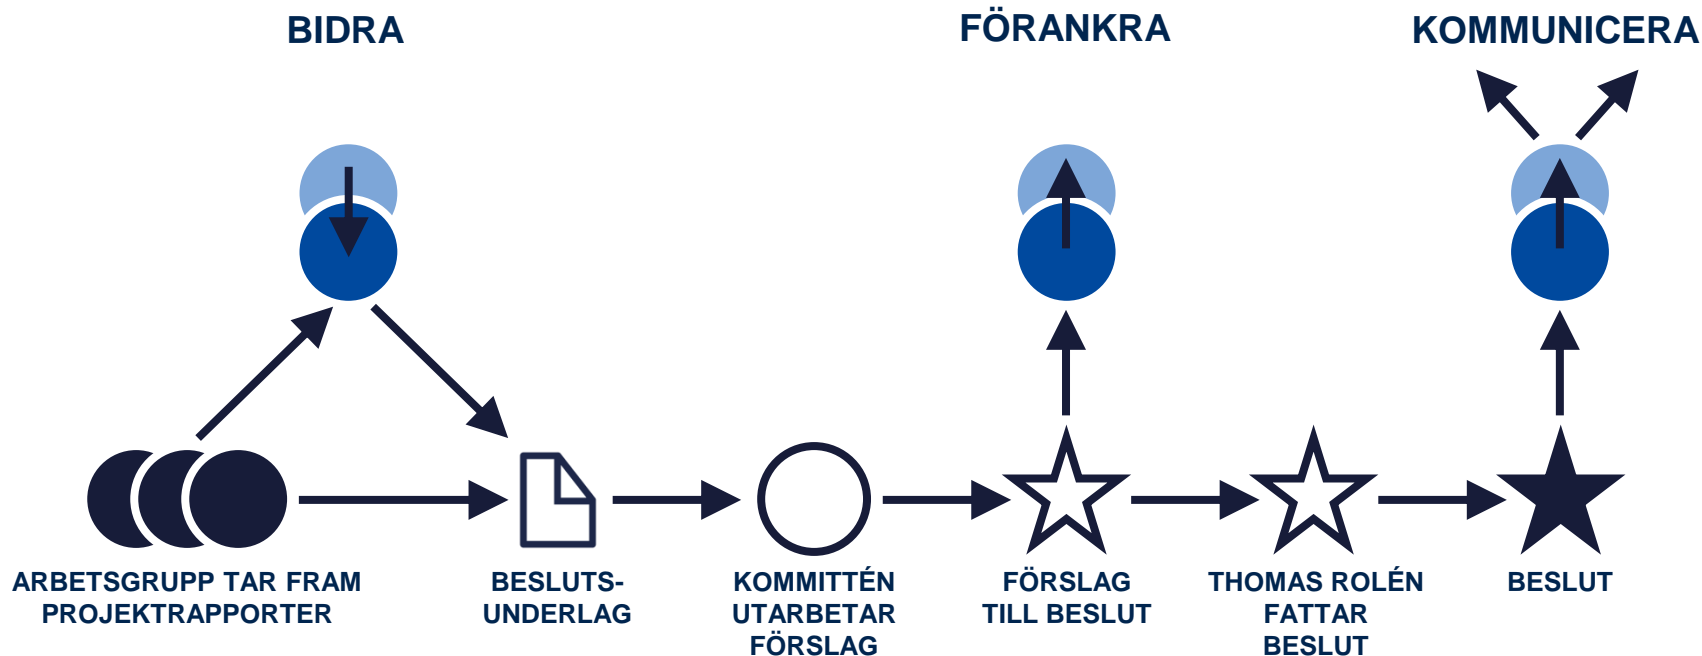 BIDRA
FÖRANKRA
KOMMUNICERA
ARBETSGRUPP TAR FRAM
PROJEKTRAPPORTER
BESLUTS-
UNDERLAG
KOMMITTÉN
UTARBETAR
FÖRSLAG
FÖRSLAG
TILL BESLUT
THOMAS ROLÉN
FATTAR
BESLUT
BESLUT